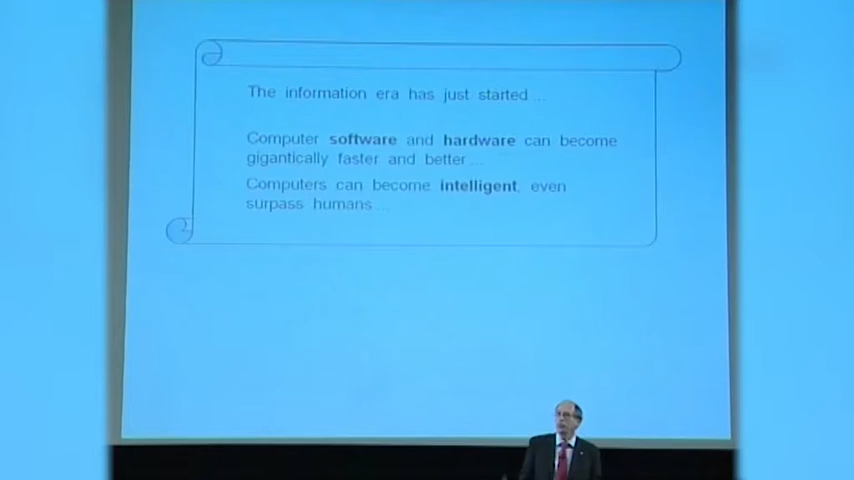 The information era has just started ...
Computer software and hardware can become
gigantically faster and better ...
Computers can become intelligent, even
surpass humans ...